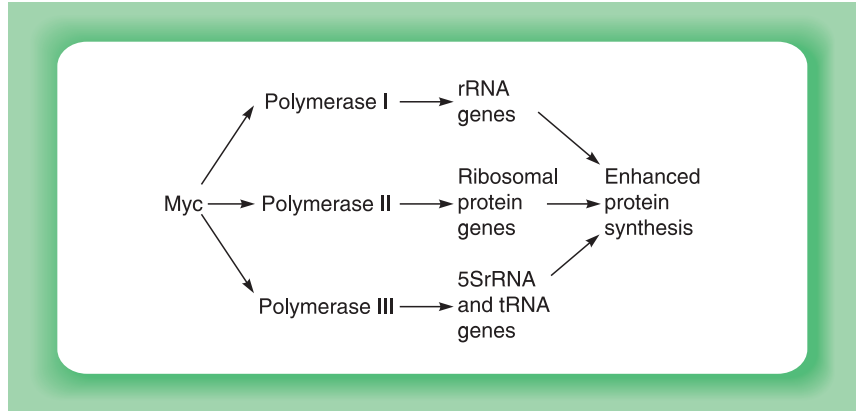 Polymerase I
rRNA
genes
Myc
Polymerase II
Ribosomal
protein
genes
Enhanced
protein
synthesis
Polymerase III
5SrRNA
and tRNA
genes